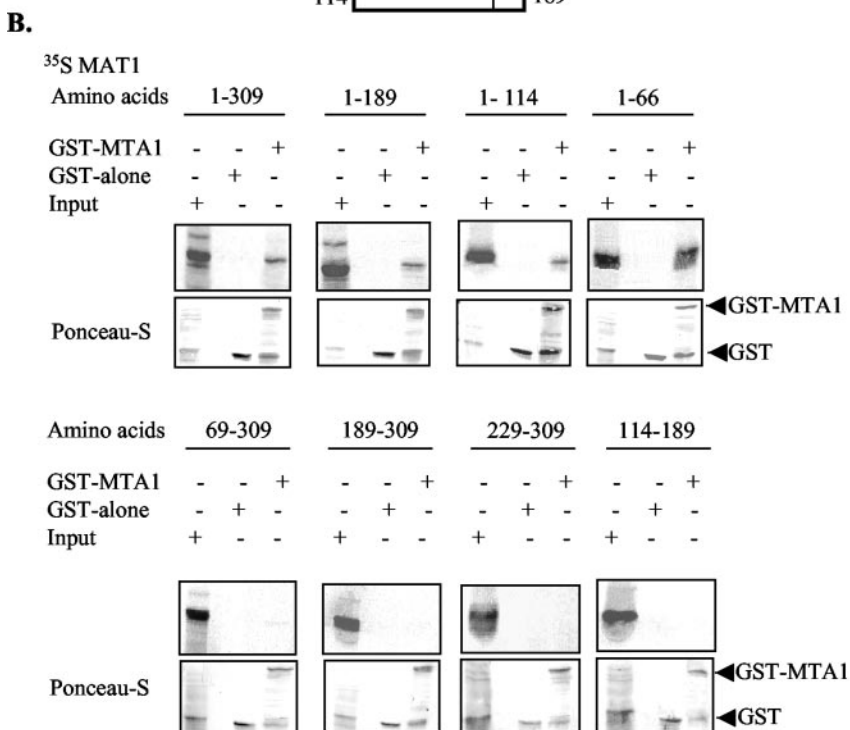 114 189
B.
³⁵S MAT1
Amino acids 1-309 1-189 1- 114 1-66
GST-MTA1 - - + - - + - - + - - +
GST-alone - + - - + - - + - - + -
Input + - - + - - + - - + - -
◀GST-MTA1
Ponceau-S
◀GST
Amino acids 69-309 189-309 229-309 114-189
GST-MTA1 - - + - - + - - + - - +
GST-alone - + - - + - - + - - + -
Input + - - + - - + - - + - -
◀GST-MTA1
Ponceau-S
◀GST